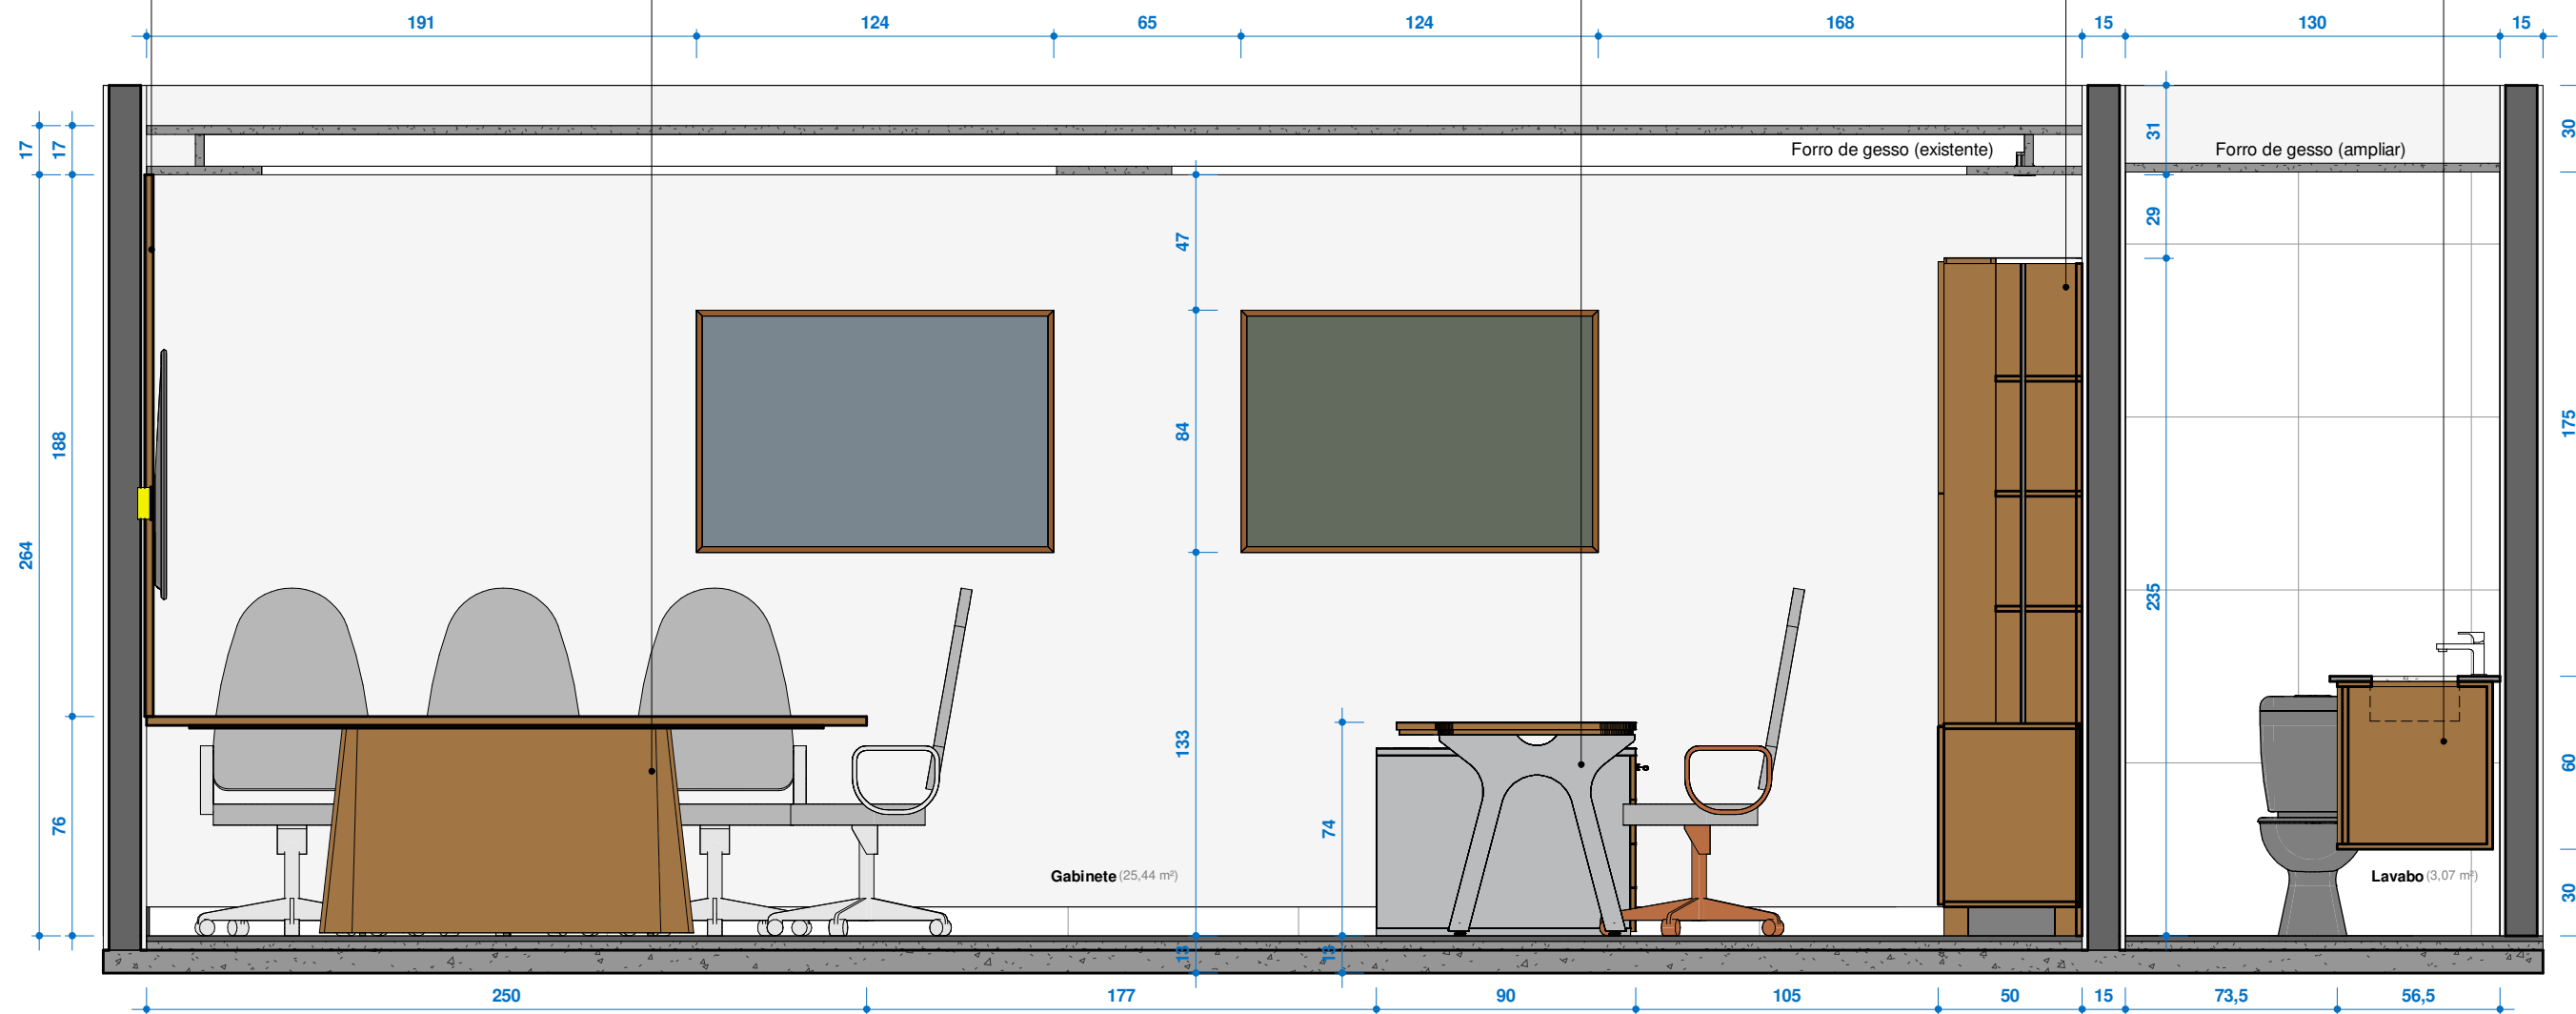 191 124 65 124 168 15 130 15
17 17 31 30
Forro de gesso (existente) Forro de gesso (ampliar)
29
47
84
188
175
264
235
133
76
74
60
Gabinete (25,44 m²) Lavabo (3,07 m²)
30
13 13
250 177 90 105 50 15 73,5 56,5